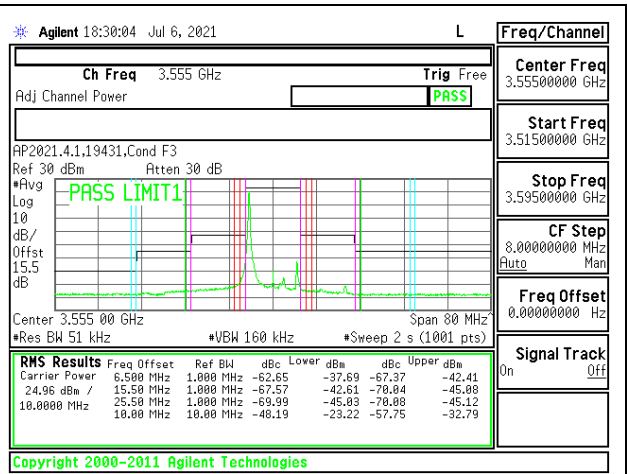 Agilent 18:30:04 Jul 6, 2021 L
Freq/Channel
Ch Freq 3.555 GHz Trig Free
Adj Channel Power PASS
AP2021.4.1,19431,Cond F3
Ref 30 dBm Atten 30 dB
#Avg
Log
10
dB/
Offst
15.5
dB
PASS LIMIT1
Center 3.555 00 GHz Span 80 MHz
#Res BW 51 kHz #VBW 160 kHz #Sweep 2 s (1001 pts)
RMS Results Freq Offset Ref BW dBc Lower dBm dBc Upper dBm
Carrier Power 6.500 MHz 1.000 MHz -62.65 -37.69 -67.37 -42.41
24.96 dBm / 15.50 MHz 1.000 MHz -67.57 -42.61 -70.04 -45.08
10.0000 MHz 25.50 MHz 1.000 MHz -69.99 -45.03 -70.08 -45.12
10.00 MHz 10.00 MHz -48.19 -23.22 -57.75 -32.79
Copyright 2000-2011 Agilent Technologies
Center Freq
3.55500000 GHz
Start Freq
3.51500000 GHz
Stop Freq
3.59500000 GHz
CF Step
8.00000000 MHz
Auto Man
Freq Offset
0.00000000 Hz
Signal Track
On Off